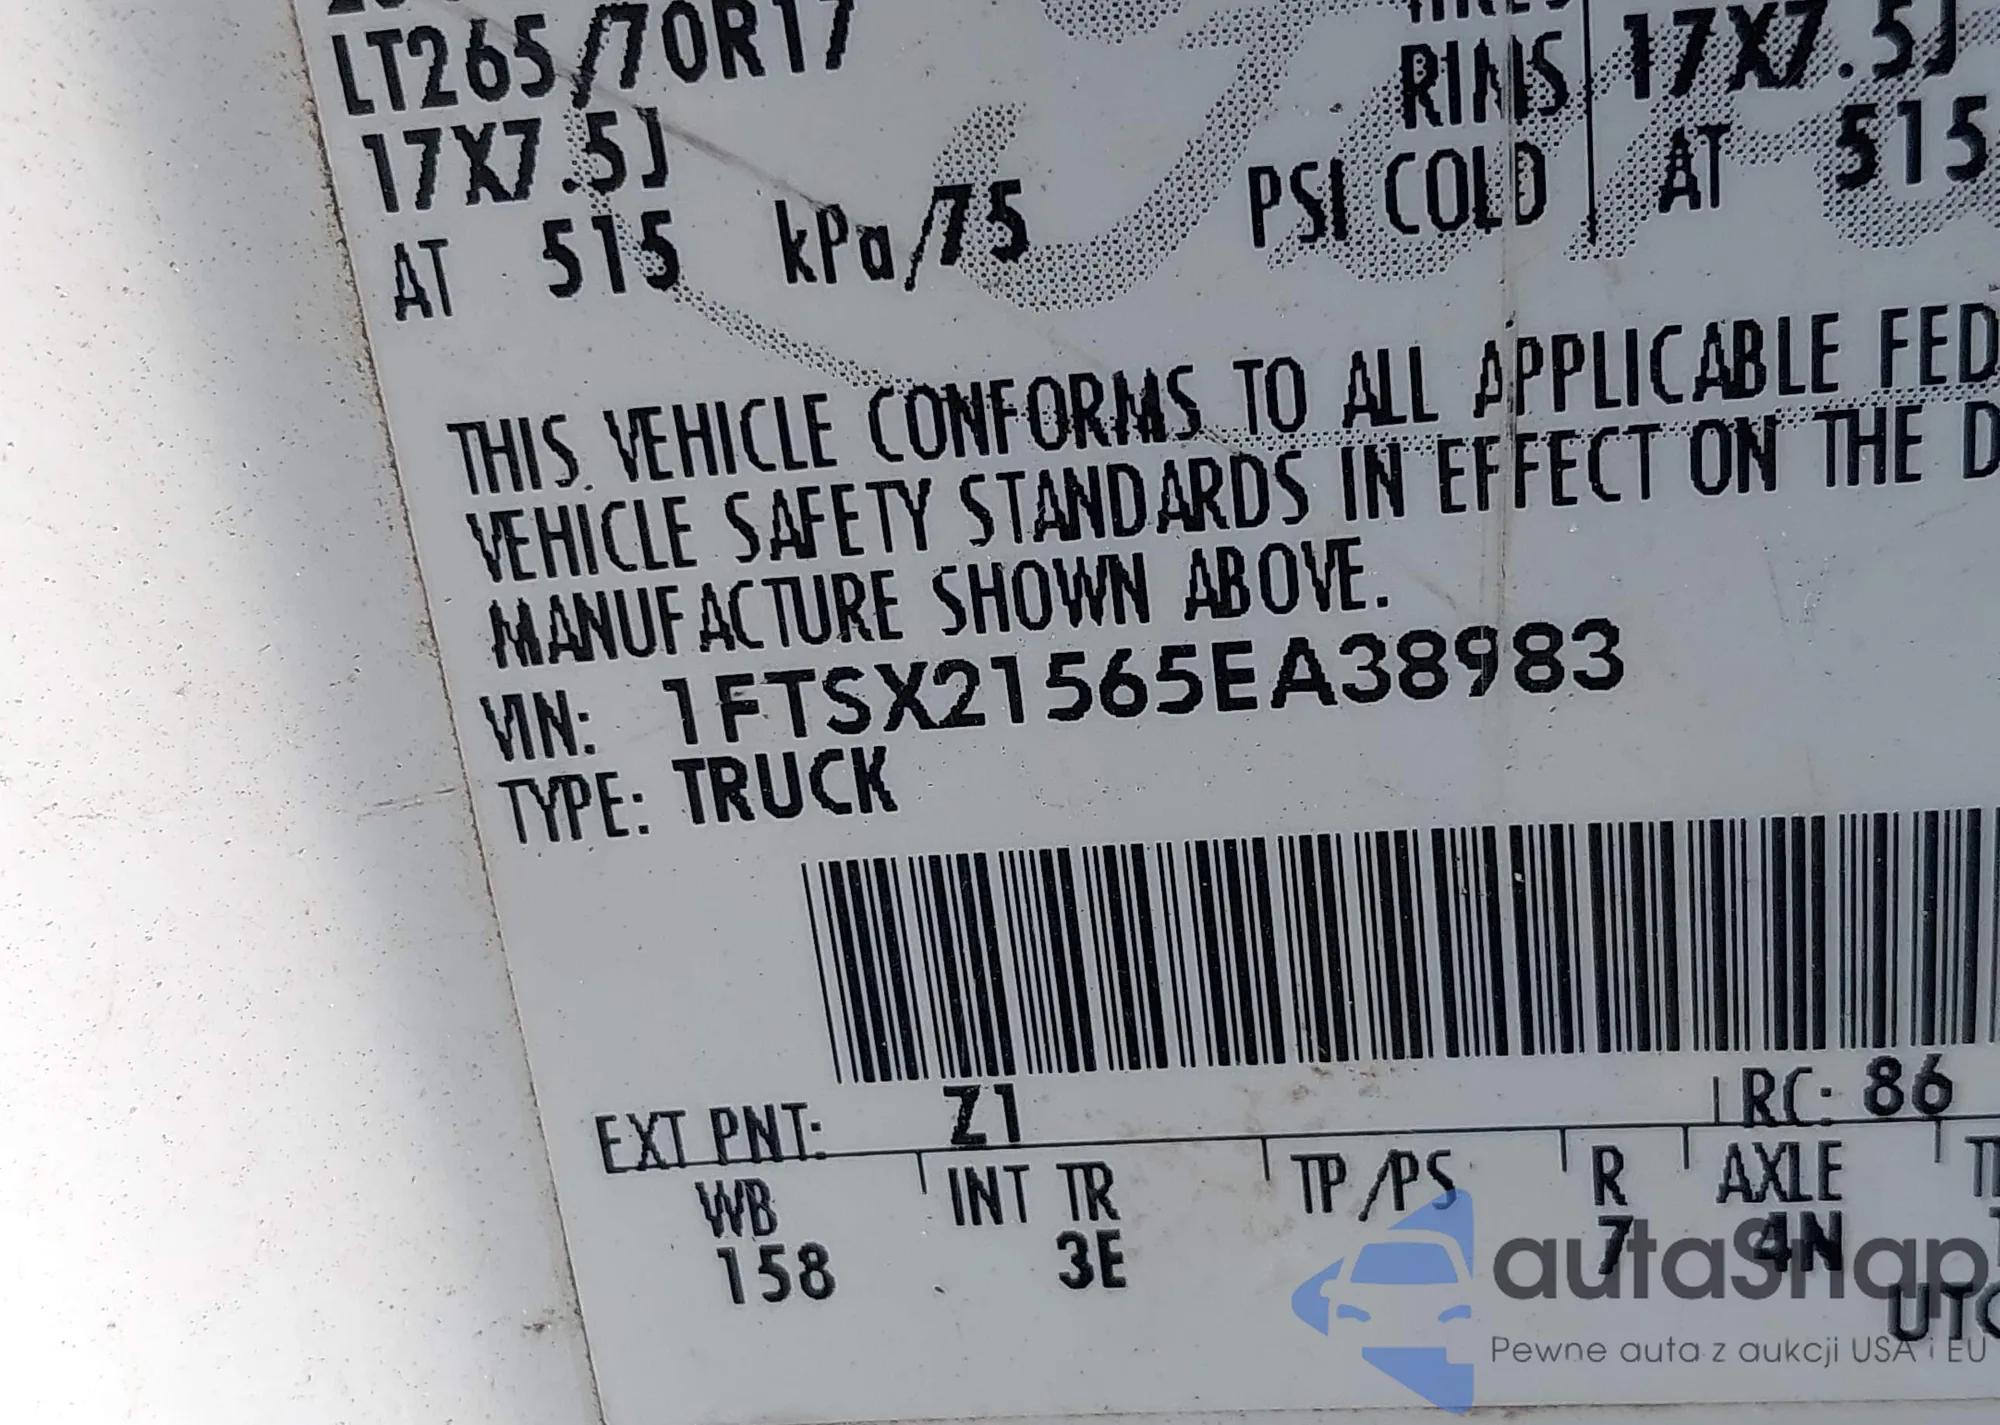 LT265/70R17
RIMS 17X7.5J
17X7.5J
AT 515 kPa/75 PSI COLD AT 515
THIS VEHICLE CONFORMS TO ALL APPLICABLE FED
VEHICLE SAFETY STANDARDS IN EFFECT ON THE D
MANUFACTURE SHOWN ABOVE.
VIN: 1FTSX21565EA38983
TYPE: TRUCK
EXT PNT: Z1 RC: 86
WB INT TR TP/PS R AXLE
158 3E 7 4N
autaSnap
Pewne auta z aukcji USA i EU